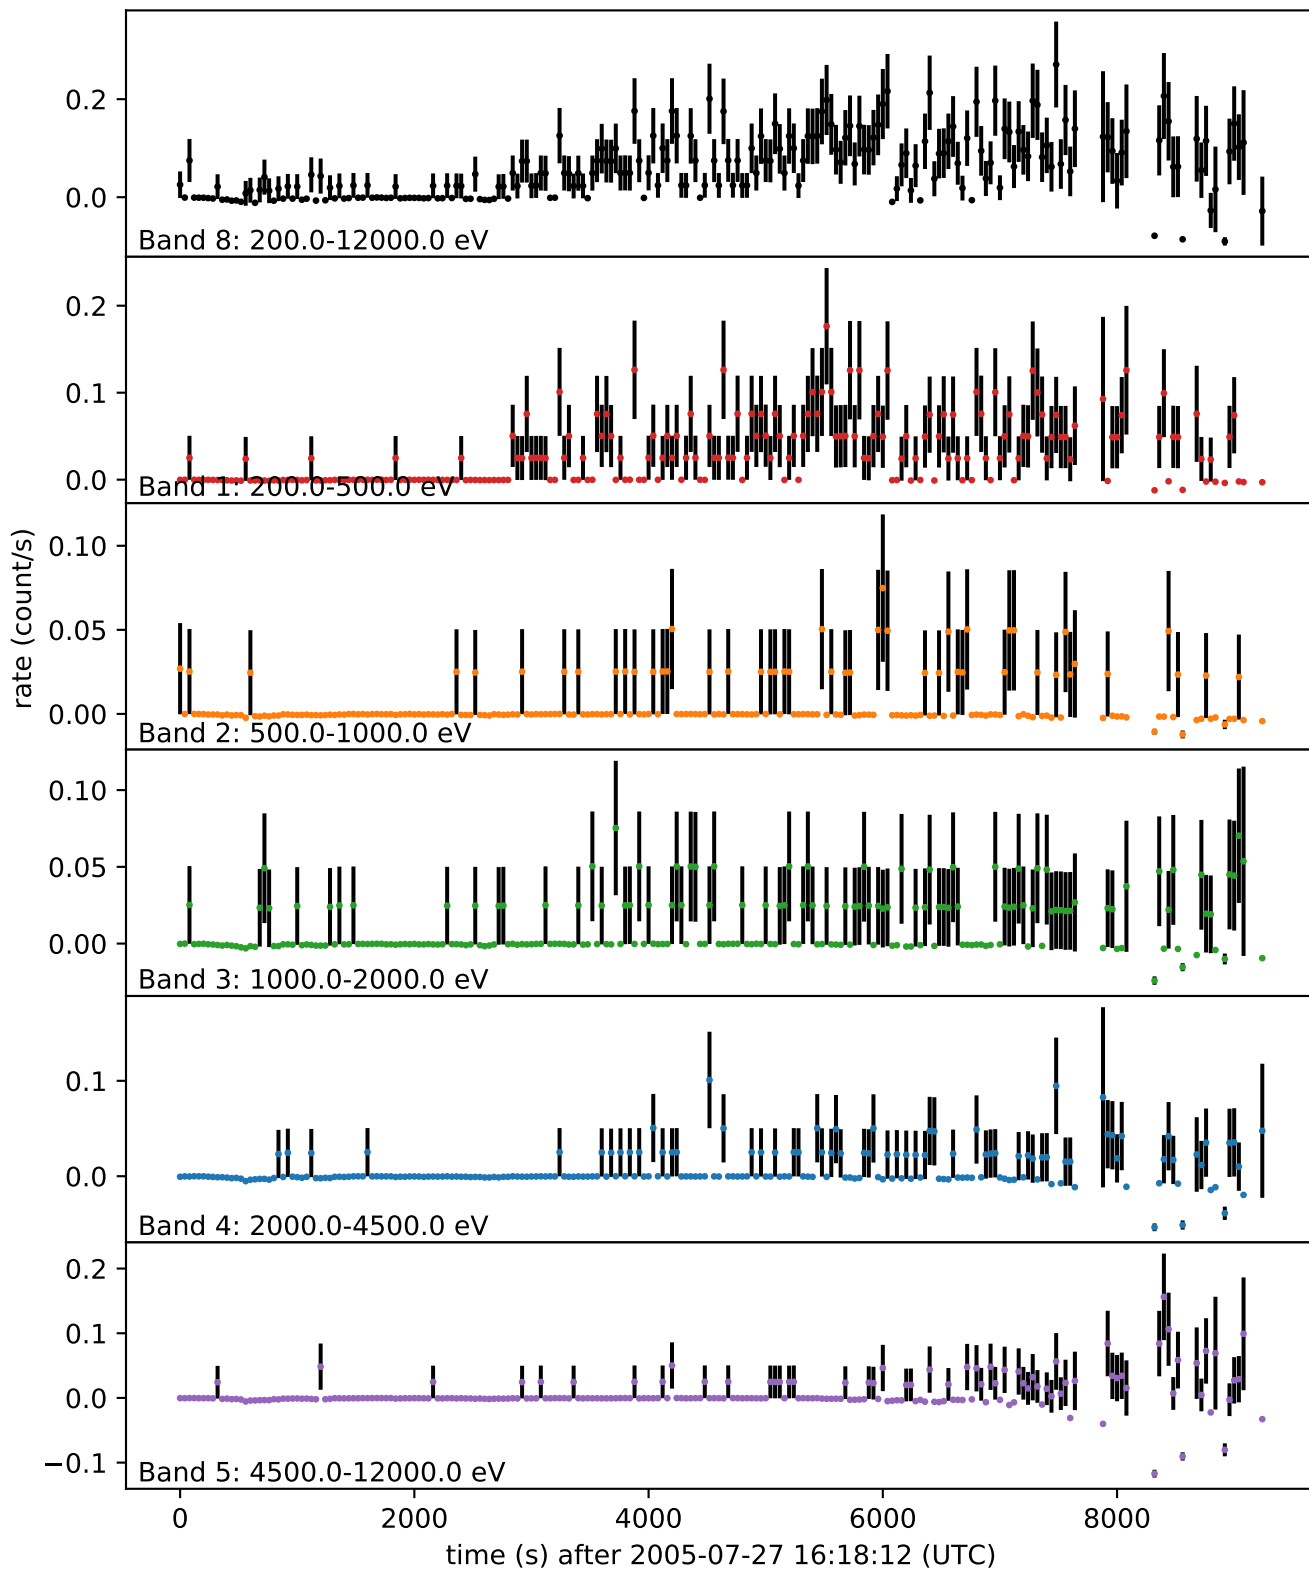 0.2
0.0
Band 8: 200.0-12000.0 eV
0.2
0.1
0.0
Band 1: 200.0-500.0 eV
0.10
0.05
0.00
Band 2: 500.0-1000.0 eV
rate (count/s)
0.10
0.05
0.00
Band 3: 1000.0-2000.0 eV
0.1
0.0
Band 4: 2000.0-4500.0 eV
0.2
0.1
0.0
−0.1
Band 5: 4500.0-12000.0 eV
0 2000 4000 6000 8000
time (s) after 2005-07-27 16:18:12 (UTC)